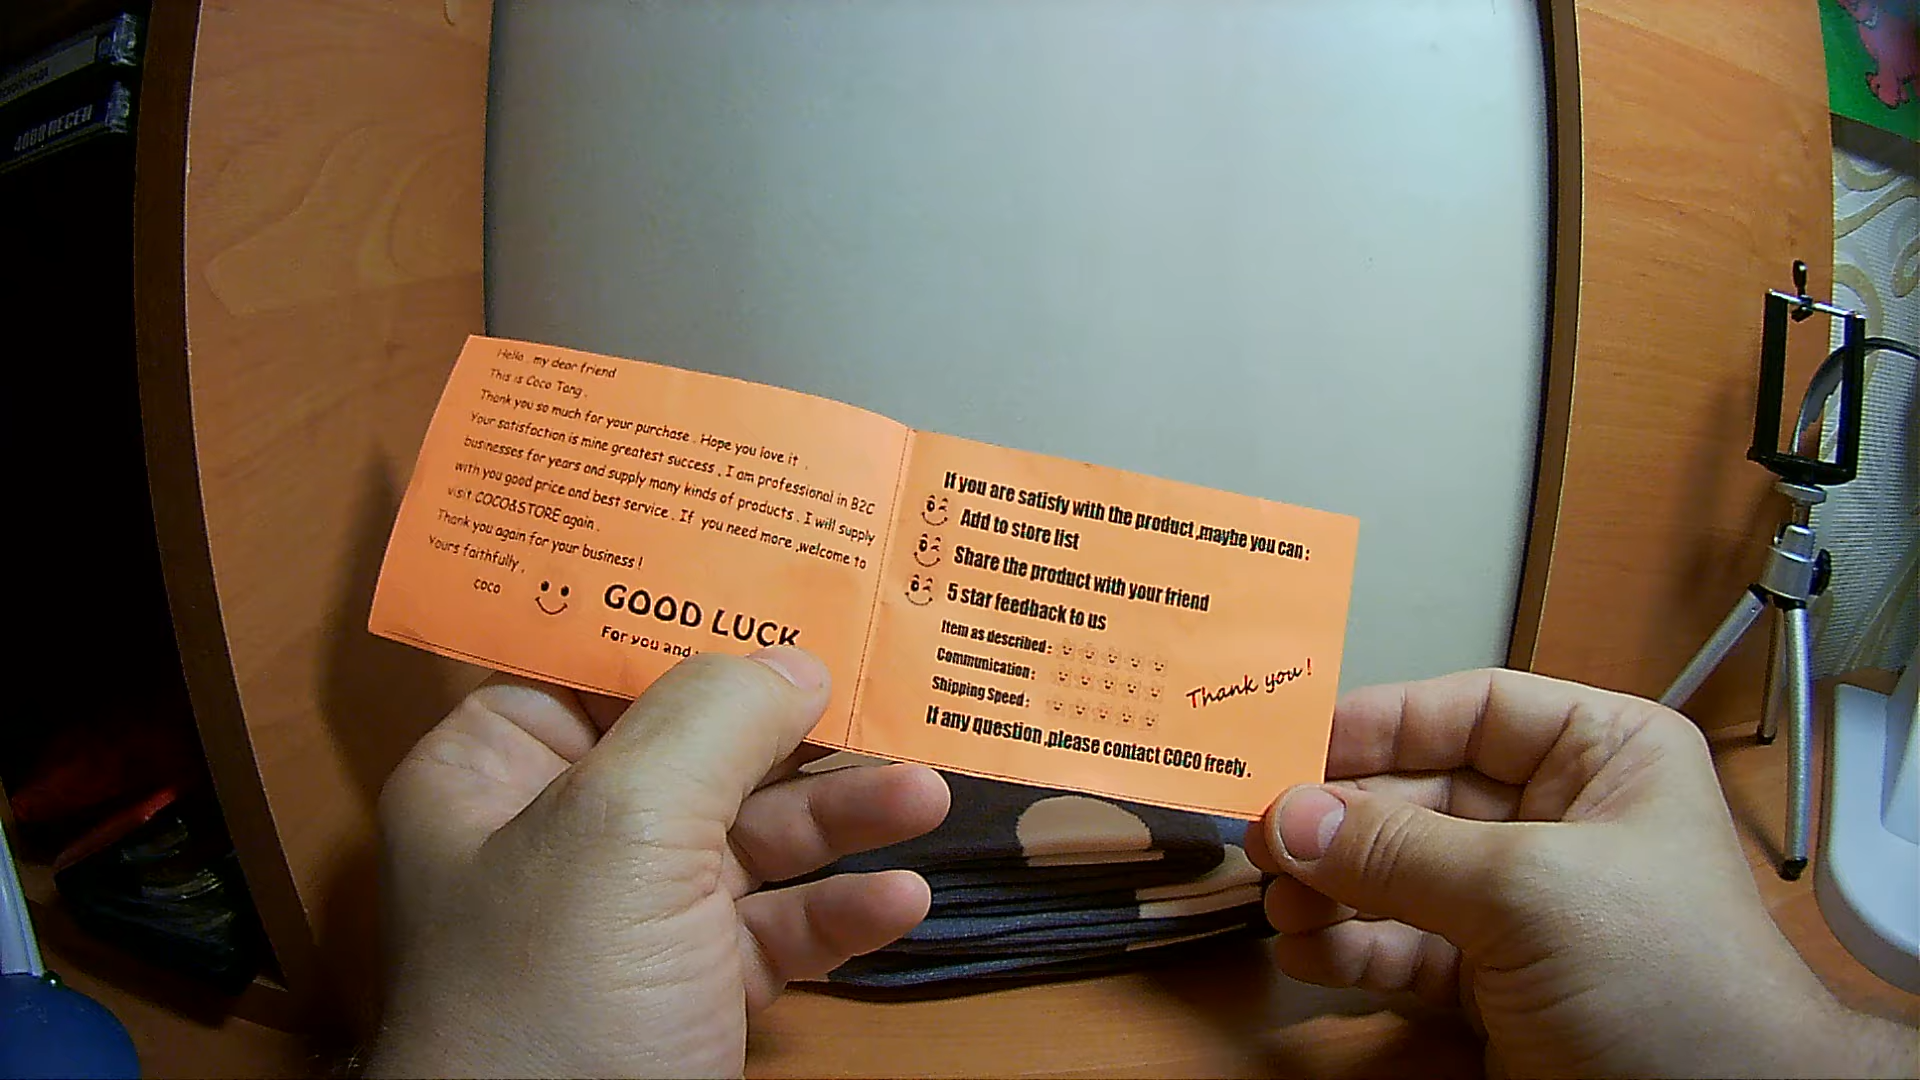 4000 ПЕСЕН
Hello, my dear friend
This is Coco Tang.
Thank you so much for your purchase. Hope you love it.
Your satisfaction is mine greatest success, I am professional in B2C
businesses for years and supply many kinds of products. I will supply
with you good price and best service. If you need more, welcome to
visit COCO&STORE again.
Thank you again for your business!
Yours faithfully,
coco
GOOD LUCK
For you and
If you are satisfy with the product ,maybe you can :
Add to store list
Share the product with your friend
5 star feedback to us
Item as described :
Communication :
Shipping Speed :
Thank you !
If any question ,please contact COCO freely.